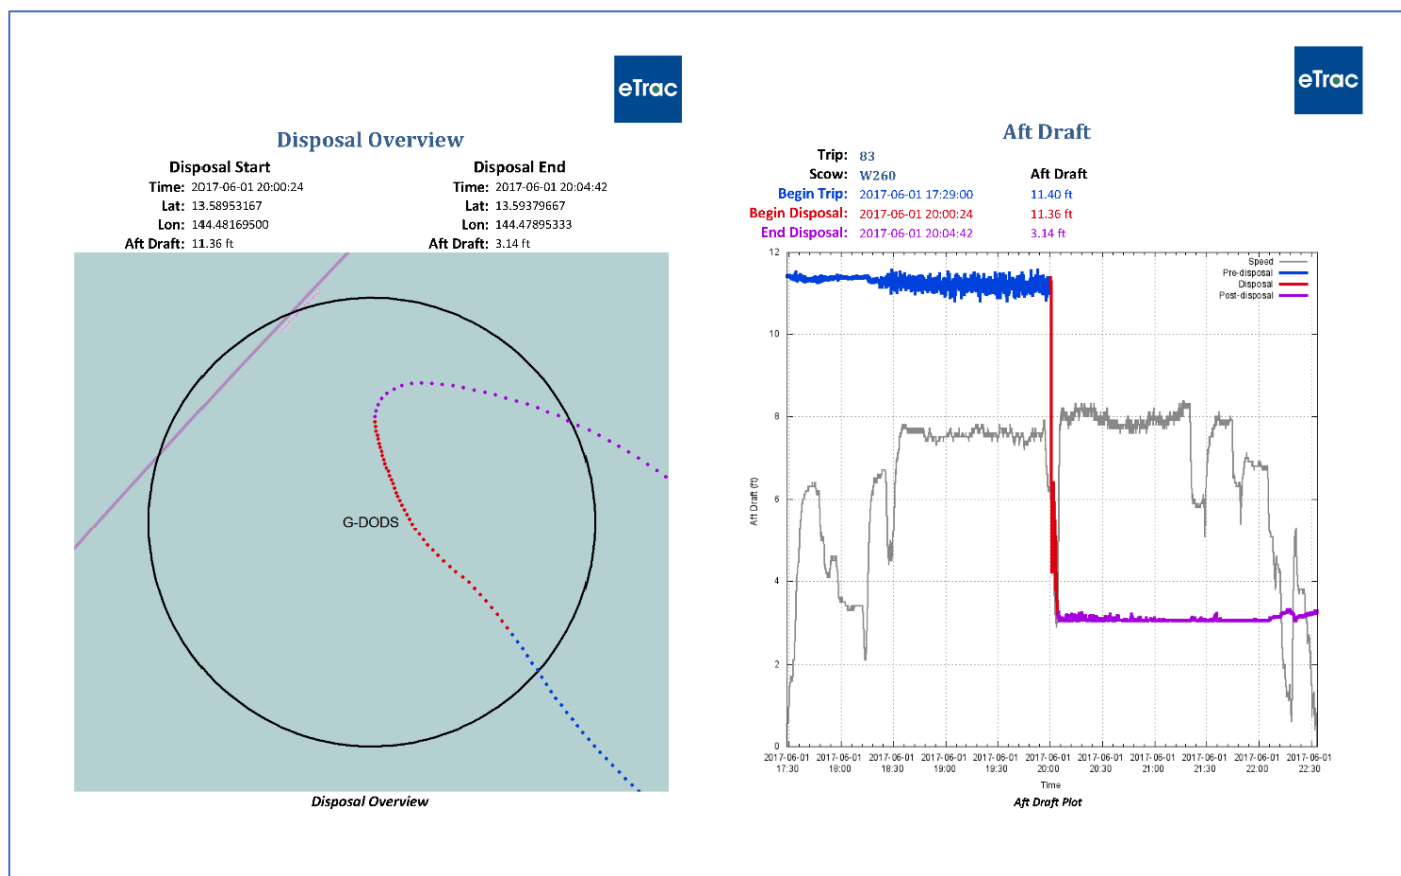 eTrac
Disposal Overview
Disposal Start
Time: 2017-06-01 20:00:24
Lat: 13.58953167
Lon: 144.48169500
Aft Draft: 11.36 ft
Disposal End
Time: 2017-06-01 20:04:42
Lat: 13.59379667
Lon: 144.47895333
Aft Draft: 3.14 ft
G-DODS
Disposal Overview
eTrac
Aft Draft
Trip: 83
Scow: W260 Aft Draft
Begin Trip: 2017-06-01 17:29:00 11.40 ft
Begin Disposal: 2017-06-01 20:00:24 11.36 ft
End Disposal: 2017-06-01 20:04:42 3.14 ft
Speed
Pre-disposal
Disposal
Post-disposal
12
10
8
6
4
2
0
Aft Draft (ft)
2017-06-01 2017-06-01 2017-06-01 2017-06-01 2017-06-01 2017-06-01 2017-06-01 2017-06-01 2017-06-01 2017-06-01 2017-06-01
17:30 18:00 18:30 19:00 19:30 20:00 20:30 21:00 21:30 22:00 22:30
Time
Aft Draft Plot